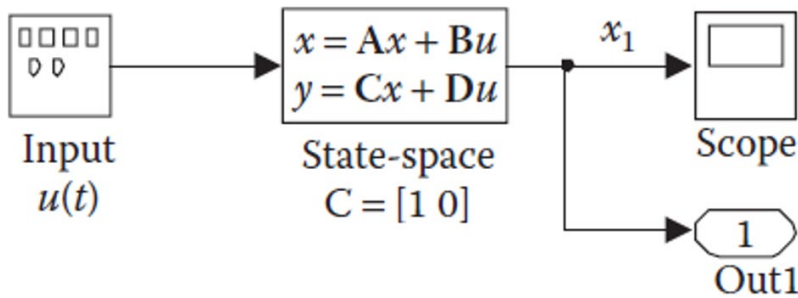 x = Ax + Bu
y = Cx + Du
x₁
Input
u(t)
State-space
C = [1 0]
Scope
1
Out1